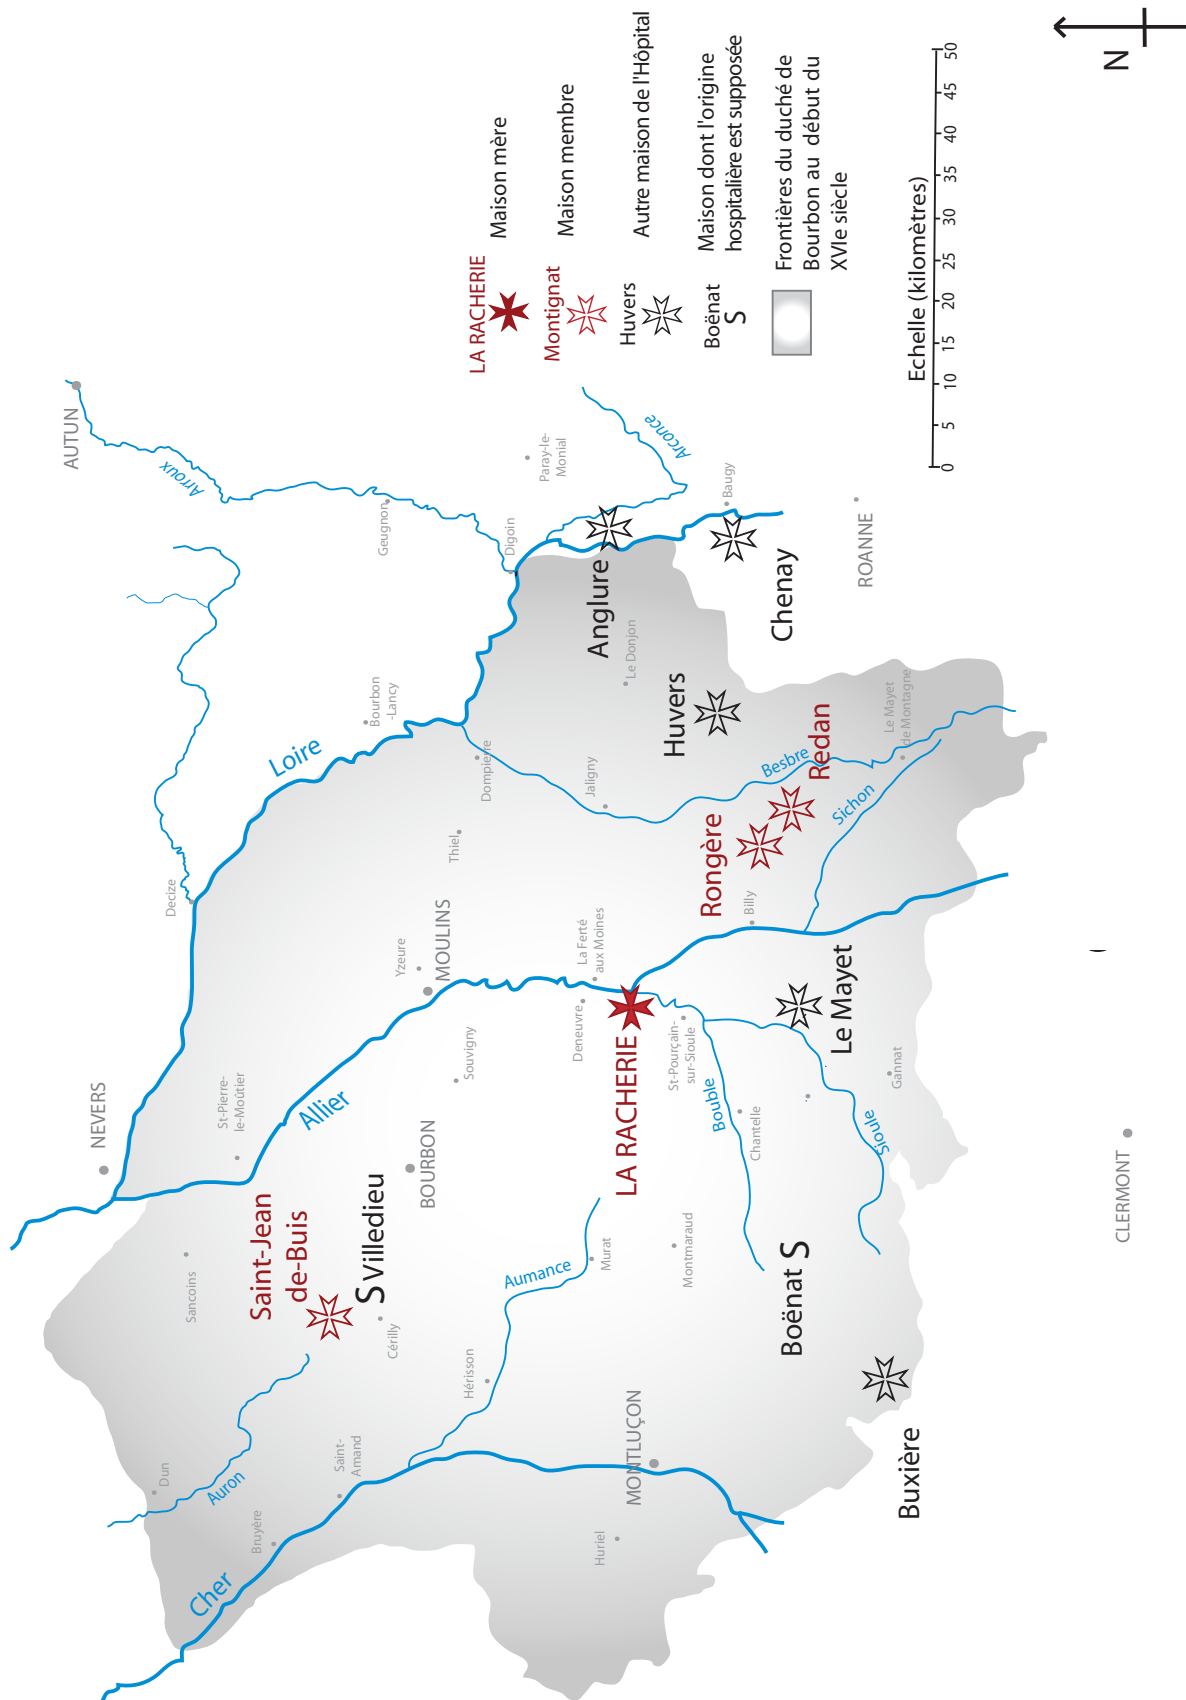 AUTUN
Arroux
Geugnon
Digoin
Paray-le-
Monial
Arconce
Baugy
ROANNE
Anglure
Chenay
Le Donjon
Huvers
Bourbon
-Lancy
Loire
Dompierre
Jaligny
Besbre
Redan
Le Mayet
de Montagne
Sichon
Rongère
Thiel
Billy
Decize
Yzeure
MOULINS
La Ferté
aux Moines
Deneuvre
Souvigny
LA RACHERIE
St-Pourçain-
sur-Sioule
Le Mayet
Gannat
Bouble
Chantelle
Sioule
NEVERS
St-Pierre-
le-Moûtier
Allier
BOURBON
CLERMONT
Sancoins
Saint-Jean
de-Buis
S Villedieu
Cérilly
Aumance
Murat
Montmaraud
Boënat S
Buxière
Hérisson
Dun
Auron
Saint-
Amand
Bruyère
Cher
MONTLUÇON
Huriel
LA RACHERIE
Maison mère
Montignat
Maison membre
Huvers
Autre maison de l'Hôpital
Boënat
S
Maison dont l'origine
hospitalière est supposée
Frontières du duché de
Bourbon au début du
XVIe siècle
Echelle (kilomètres)
0 5 10 15 20 25 30 35 40 45 50
N